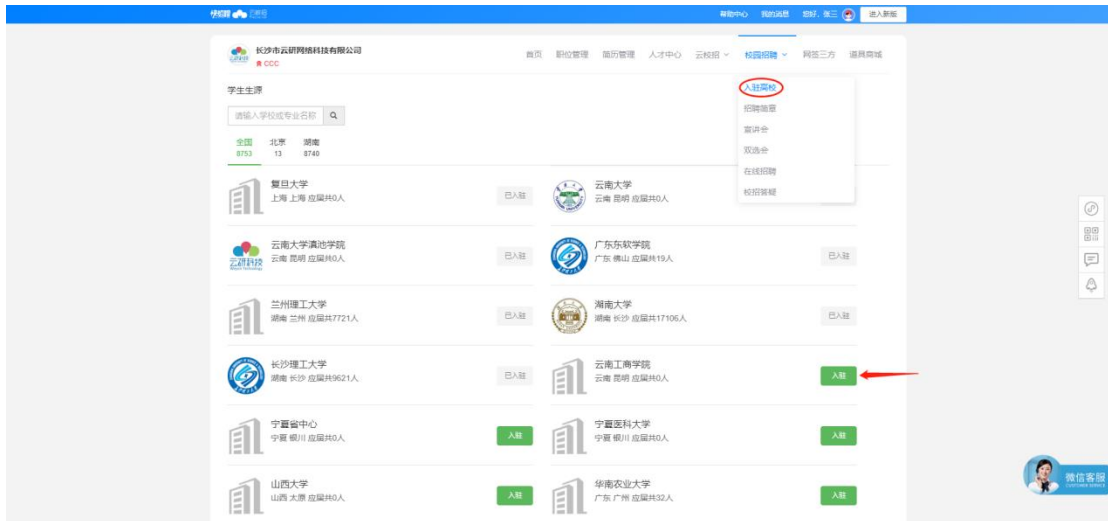 快招聘 云研网
帮助中心 我的消息 您好，张三 进入新版
长沙市云研网络科技有限公司
CCC
首页 职位管理 简历管理 人才中心 云校招 校园招聘 网签三方 道具商城
入驻高校
招聘简章
宣讲会
双选会
在线招聘
校招答疑
学生生源
请输入学校或专业名称
全国 北京 湖南
8753 13 8740
复旦大学
上海 上海 应届共0人
已入驻
云南大学
云南 昆明 应届共0人
云南大学滇池学院
云南 昆明 应届共0人
已入驻
云研科技
广东东软学院
广东 佛山 应届共19人
已入驻
兰州理工大学
湖南 兰州 应届共7721人
已入驻
湖南大学
湖南 长沙 应届共17106人
已入驻
长沙理工大学
湖南 长沙 应届共9621人
已入驻
云南工商学院
云南 昆明 应届共0人
入驻
宁夏省中心
宁夏 银川 应届共0人
入驻
宁夏医科大学
宁夏 银川 应届共0人
入驻
山西大学
山西 太原 应届共0人
入驻
华南农业大学
广东 广州 应届共32人
入驻
微信客服
CUSTOMER SERVICE